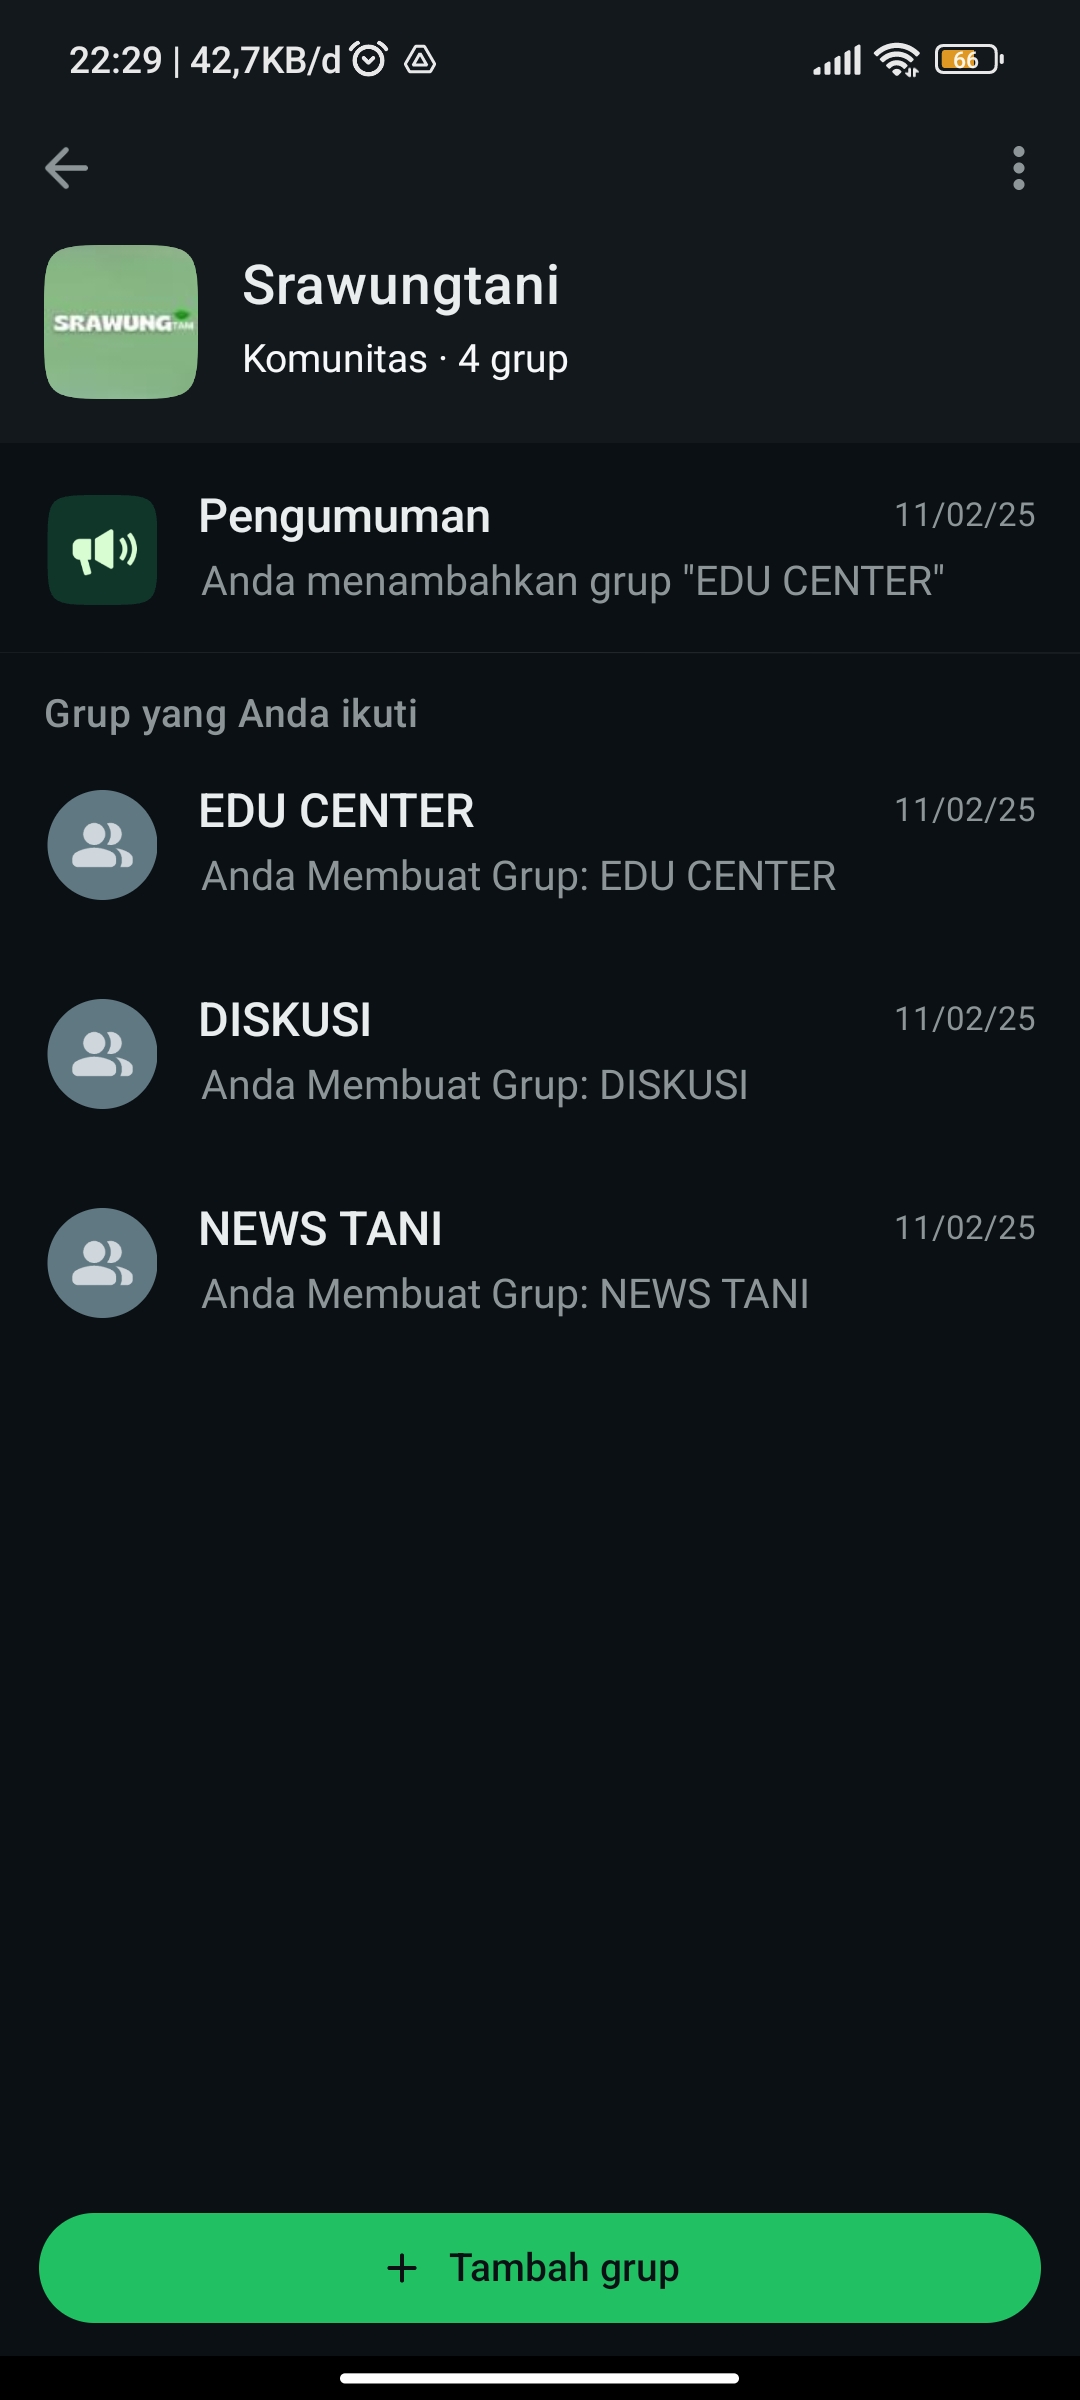 22:29 | 42,7KB/d
66
SRAWUNGTANI
Srawungtani
Komunitas · 4 grup
Pengumuman
11/02/25
Anda menambahkan grup "EDU CENTER"
Grup yang Anda ikuti
EDU CENTER
11/02/25
Anda Membuat Grup: EDU CENTER
DISKUSI
11/02/25
Anda Membuat Grup: DISKUSI
NEWS TANI
11/02/25
Anda Membuat Grup: NEWS TANI
+ Tambah grup